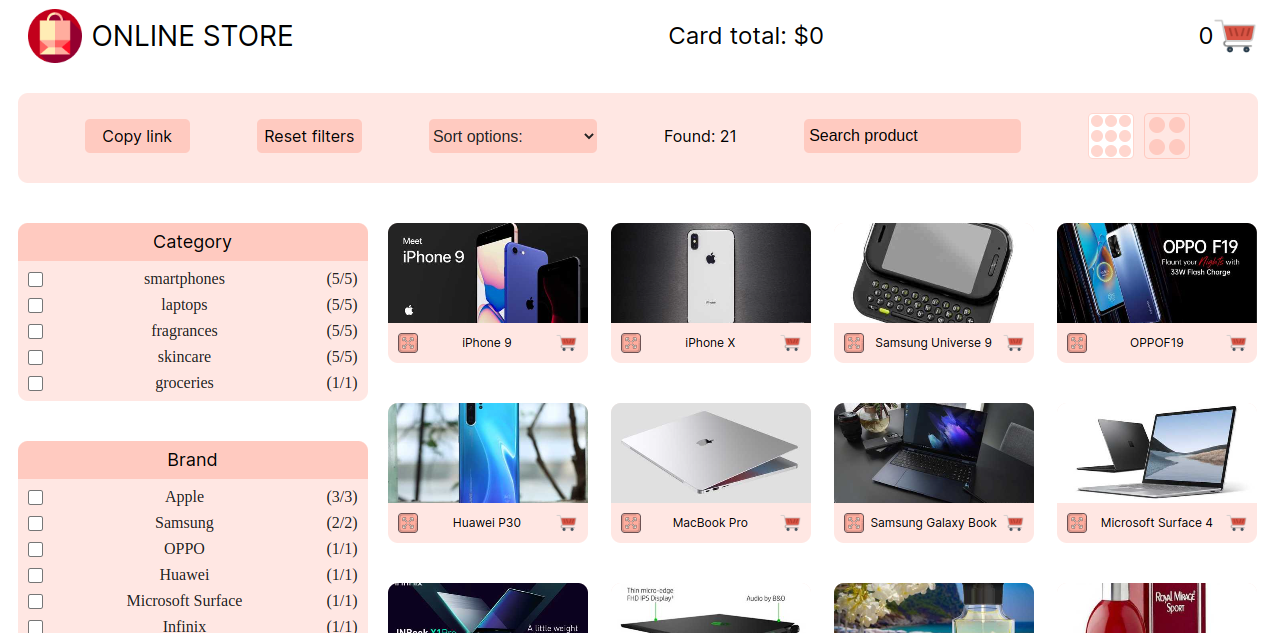 ONLINE STORE
Card total: $0
0
Copy link
Reset filters
Sort options:
Found: 21
Search product
Category
smartphones (5/5)
laptops (5/5)
fragrances (5/5)
skincare (5/5)
groceries (1/1)
Brand
Apple (3/3)
Samsung (2/2)
OPPO (1/1)
Huawei (1/1)
Microsoft Surface (1/1)
Infinix (1/1)
Meet
iPhone 9
iPhone 9
iPhone X
Samsung Universe 9
OPPO F19
Flaunt your Nights with
33W Flash Charge
OPPOF19
Huawei P30
MacBook Pro
Samsung Galaxy Book
Microsoft Surface 4
INBook X1Pro
A little weight
Thin micro-edge
FHD IPS Display¹
Audio by B&O
ROYAL MIRAGE
SPORT